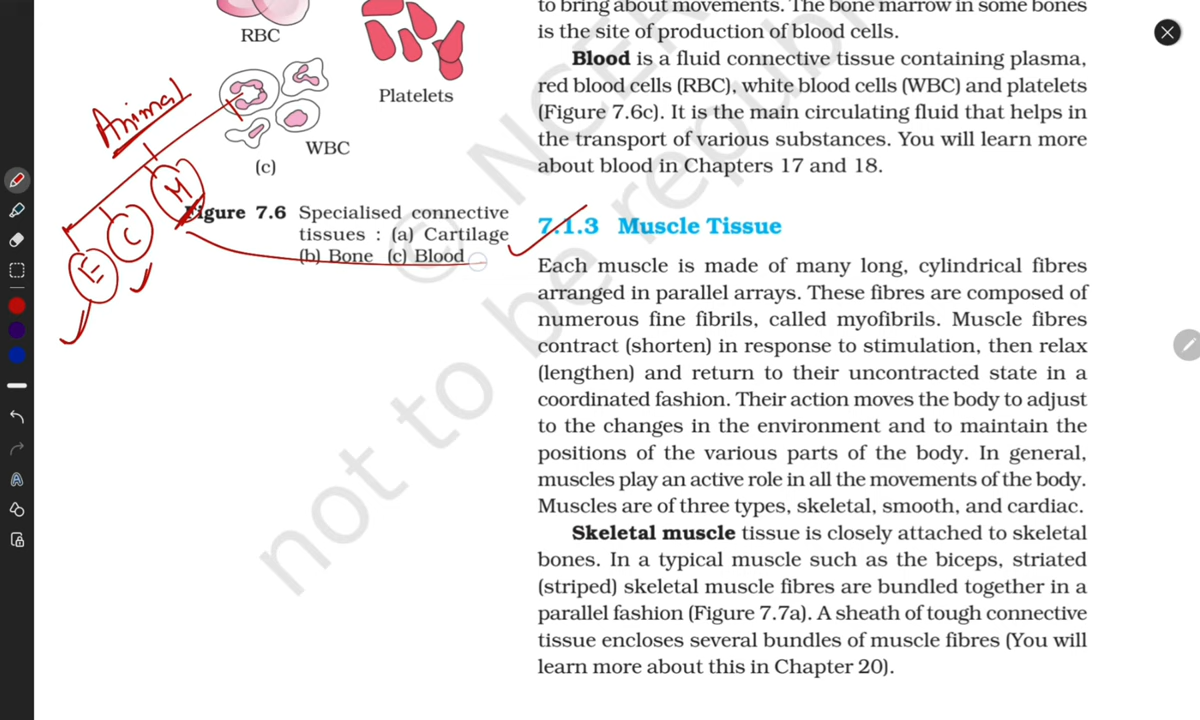 RBC
Platelets
WBC
(c)
Animal
E
C
M
Figure 7.6 Specialised connective
tissues : (a) Cartilage
(b) Bone (c) Blood
to bring about movements. The bone marrow in some bones
is the site of production of blood cells.
Blood is a fluid connective tissue containing plasma,
red blood cells (RBC), white blood cells (WBC) and platelets
(Figure 7.6c). It is the main circulating fluid that helps in
the transport of various substances. You will learn more
about blood in Chapters 17 and 18.
7.1.3 Muscle Tissue
Each muscle is made of many long, cylindrical fibres
arranged in parallel arrays. These fibres are composed of
numerous fine fibrils, called myofibrils. Muscle fibres
contract (shorten) in response to stimulation, then relax
(lengthen) and return to their uncontracted state in a
coordinated fashion. Their action moves the body to adjust
to the changes in the environment and to maintain the
positions of the various parts of the body. In general,
muscles play an active role in all the movements of the body.
Muscles are of three types, skeletal, smooth, and cardiac.
Skeletal muscle tissue is closely attached to skeletal
bones. In a typical muscle such as the biceps, striated
(striped) skeletal muscle fibres are bundled together in a
parallel fashion (Figure 7.7a). A sheath of tough connective
tissue encloses several bundles of muscle fibres (You will
learn more about this in Chapter 20).
© NCER
not to be republ